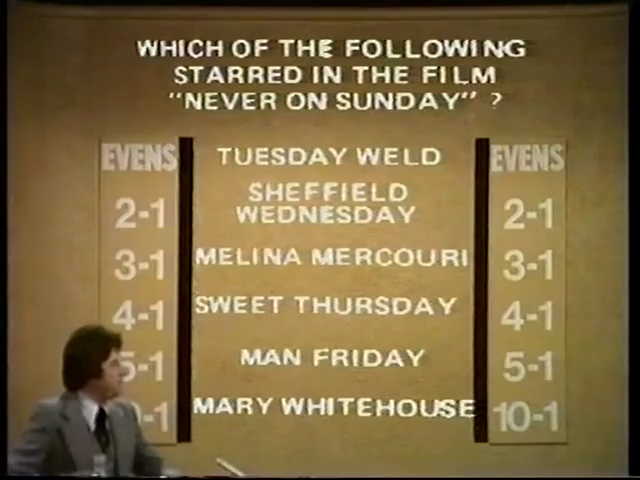 WHICH OF THE FOLLOWING
STARRED IN THE FILM
"NEVER ON SUNDAY" ?
EVENS TUESDAY WELD EVENS
SHEFFIELD
2-1 WEDNESDAY 2-1
3-1 MELINA MERCOURI 3-1
4-1 SWEET THURSDAY 4-1
5-1 MAN FRIDAY 5-1
-1 MARY WHITEHOUSE 10-1